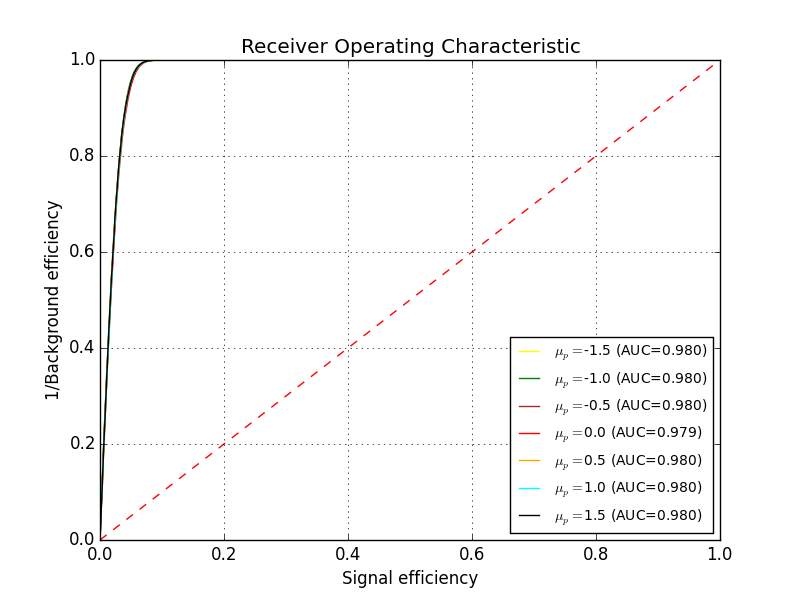 Receiver Operating Characteristic
1.0
0.8
0.6
0.4
0.2
0.0
1/Background efficiency
0.0 0.2 0.4 0.6 0.8 1.0
Signal efficiency
μp =-1.5 (AUC=0.980)
μp =-1.0 (AUC=0.980)
μp =-0.5 (AUC=0.980)
μp =0.0 (AUC=0.979)
μp =0.5 (AUC=0.980)
μp =1.0 (AUC=0.980)
μp =1.5 (AUC=0.980)